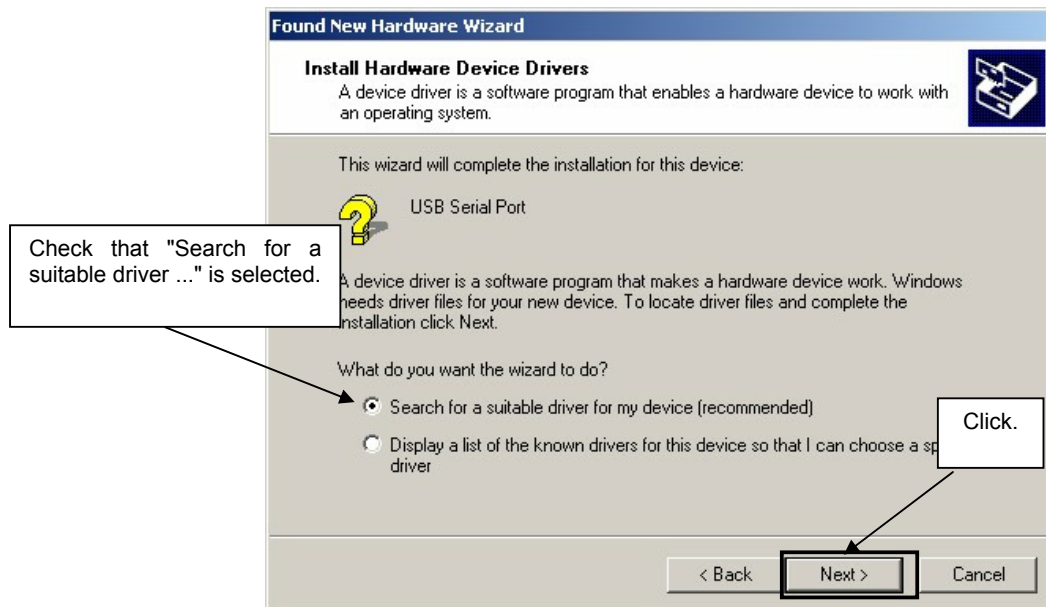 Found New Hardware Wizard
Install Hardware Device Drivers
A device driver is a software program that enables a hardware device to work with
an operating system.
This wizard will complete the installation for this device:
USB Serial Port
Check that "Search for a
suitable driver ..." is selected.
A device driver is a software program that makes a hardware device work. Windows
needs driver files for your new device. To locate driver files and complete the
installation click Next.
What do you want the wizard to do?
Search for a suitable driver for my device (recommended)
Click.
Display a list of the known drivers for this device so that I can choose a
driver
< Back
Next >
Cancel